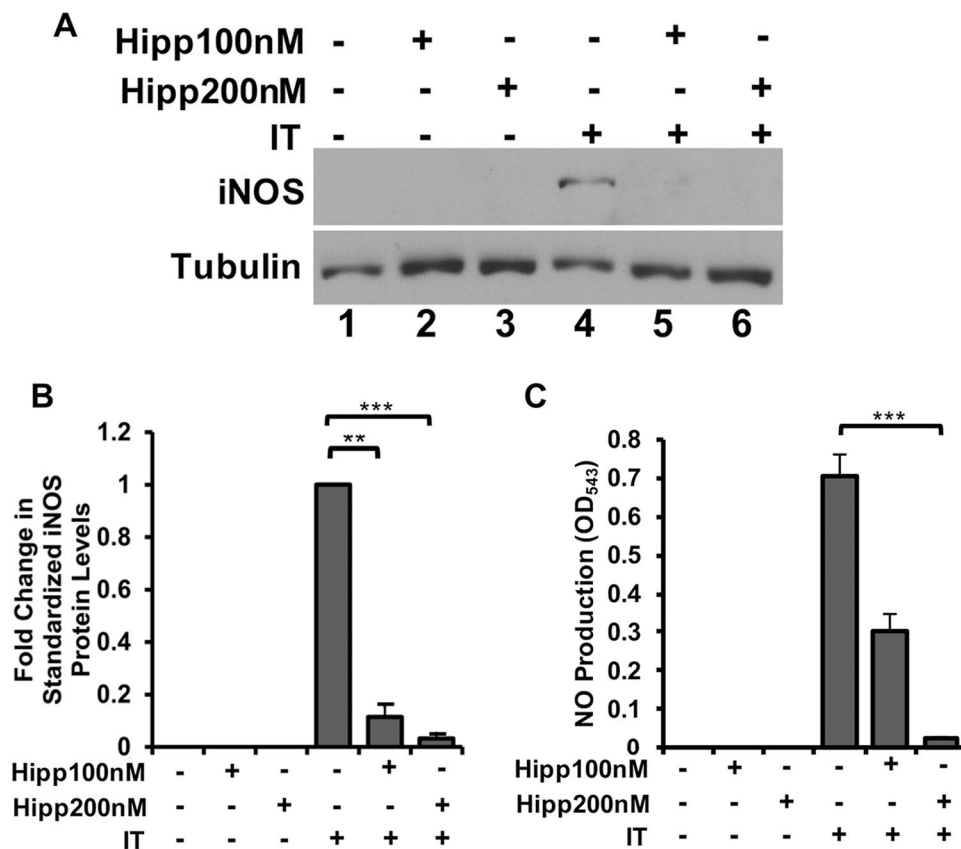 A
Hipp100nM - + - - + -
Hipp200nM - - + - - +
IT - - - + + +
iNOS
Tubulin
1 2 3 4 5 6
B
Fold Change in
Standardized iNOS
Protein Levels
1.2
1
0.8
0.6
0.4
0.2
0
***
**
Hipp100nM - + - - + -
Hipp200nM - - + - - +
IT - - - + + +
C
NO Production (OD543)
0.8
0.7
0.6
0.5
0.4
0.3
0.2
0.1
0
***
Hipp100nM - + - - + -
Hipp200nM - - + - - +
IT - - - + + +